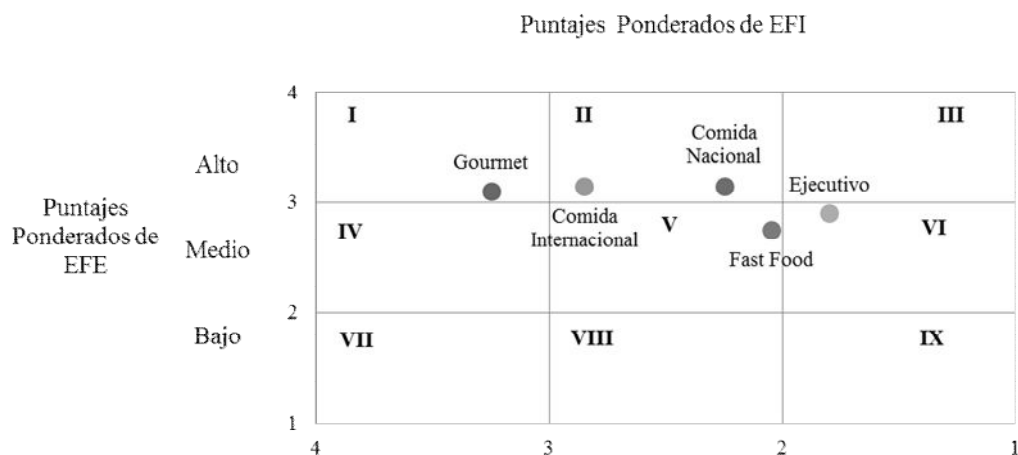 Puntajes Ponderados de EFI
4
I
II
III
Comida
Nacional
Alto
Gourmet
Ejecutivo
3
Puntajes
Ponderados de
EFE
Comida
Internacional
IV
V
VI
Medio
Fast Food
2
Bajo
VII
VIII
IX
1
4
3
2
1